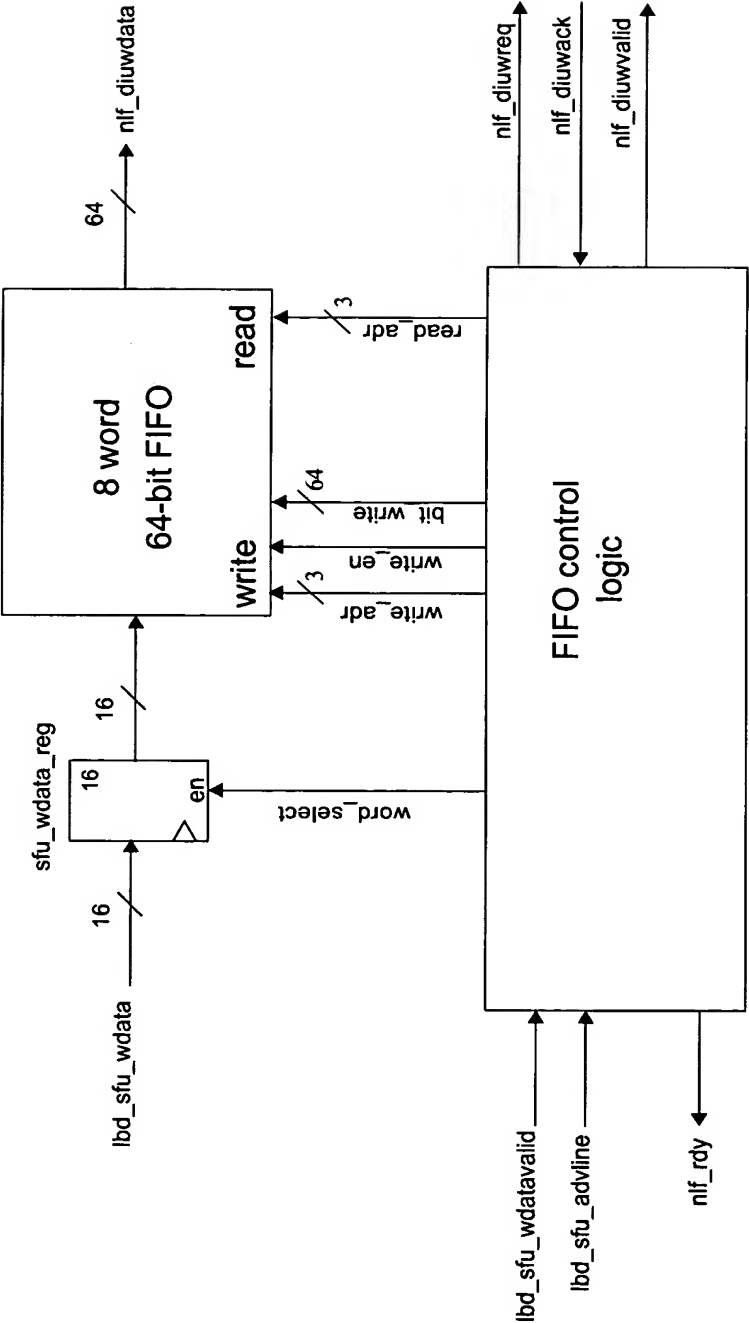 nlf_diuwdata
64
8 word
64-bit FIFO
write
read
16
sfu_wdata_reg
16
en
16
lbd_sfu_wdata
word_select
write_adr
3
write_en
bit_write
64
read_adr
3
FIFO control
logic
nlf_diuwreq
nlf_diuwack
nlf_diuwvalid
lbd_sfu_wdatavalid
lbd_sfu_advline
nlf_rdy